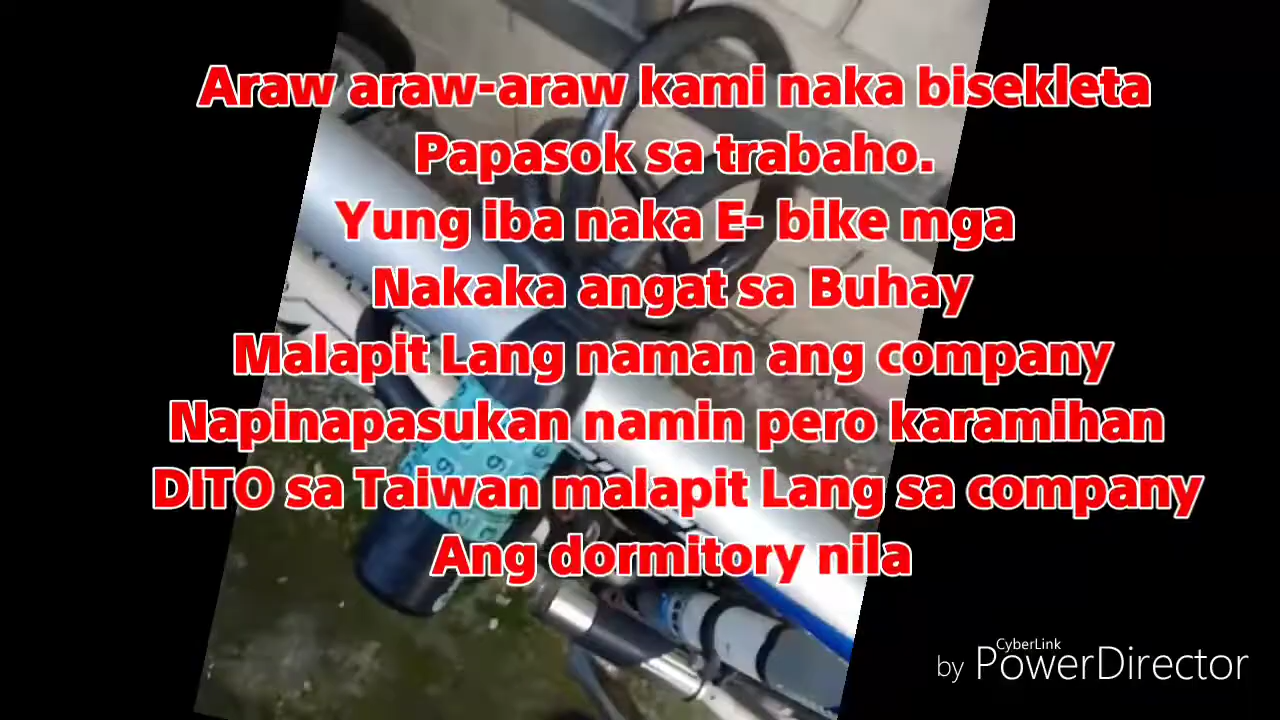 Araw araw-araw kami naka bisekleta
Papasok sa trabaho.
Yung iba naka E- bike mga
Nakaka angat sa Buhay
Malapit Lang naman ang company
Napinapasukan namin pero karamihan
DITO sa Taiwan malapit Lang sa company
Ang dormitory nila
CyberLink
by PowerDirector